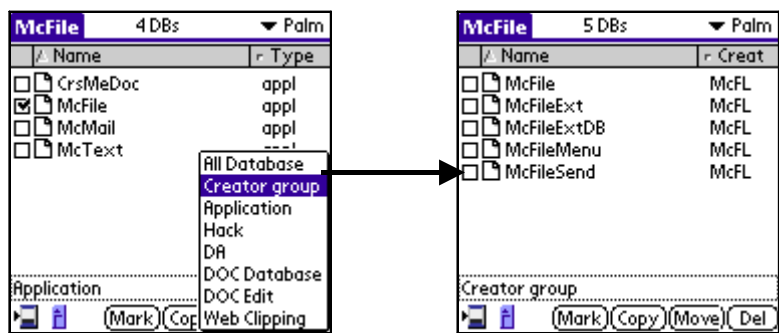 McFile 4 DBs Palm
Name Type
CrsMeDoc appl
McFile appl
McMail appl
McText
All Database
Creator group
Application
Hack
DA
DOC Database
DOC Edit
Web Clipping
Application
(Mark) (Cop
McFile 5 DBs Palm
Name Creat
McFile McFL
McFileExt McFL
McFileExtDB McFL
McFileMenu McFL
McFileSend McFL
Creator group
(Mark) (Copy) (Move) ( Del